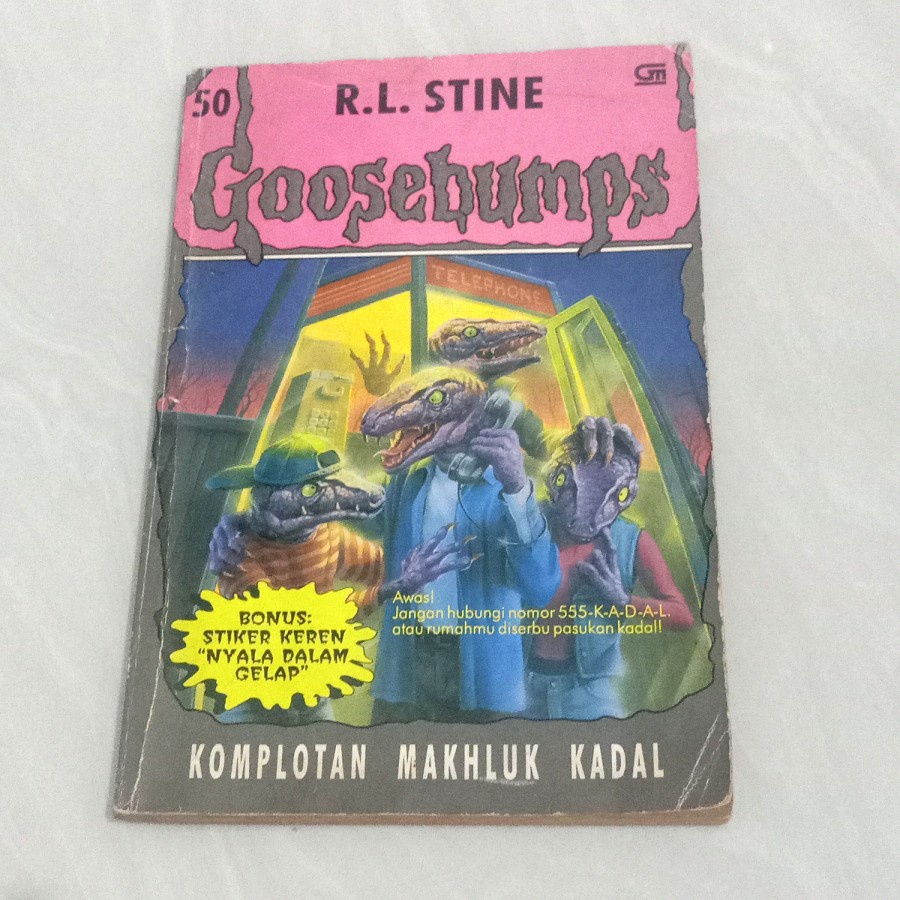 50
R.L. STINE
GM
Goosebumps
TELEPHONE
Awas!
Jangan hubungi nomor 555-K-A-D-A-L.
atau rumahmu diserbu pasukan kadal!
BONUS:
STIKER KEREN
"NYALA DALAM
GELAP"
KOMPLOTAN MAKHLUK KADAL